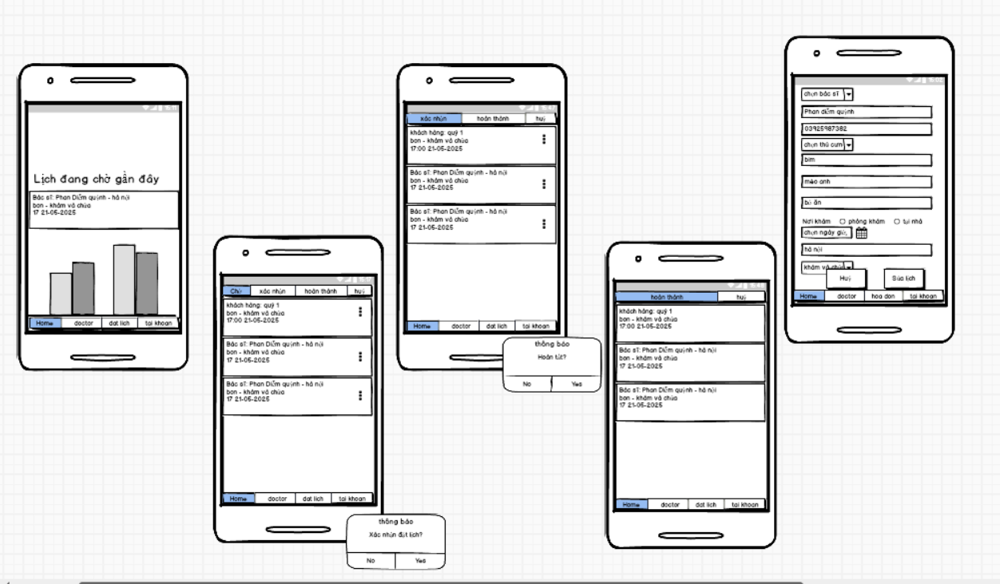 Lịch đang chờ gần đây
Bác sĩ: Phan Diễm quỳnh - hà nội
bon - khám và chữa
17 21-05-2025
Home doctor dat lich tai khoan
Chờ xác nhận hoàn thành huỷ
khách hàng: quý 1
bon - khám và chữa
17:00 21-05-2025
Bác sĩ: Phan Diễm quỳnh - hà nội
bon - khám và chữa
17 21-05-2025
Bác sĩ: Phan Diễm quỳnh - hà nội
bon - khám và chữa
17 21-05-2025
Home doctor dat lich tai khoan
thông báo
Xác nhận đặt lịch?
No Yes
xác nhận hoàn thành huỷ
khách hàng: quý 1
bon - khám và chữa
17:00 21-05-2025
Bác sĩ: Phan Diễm quỳnh - hà nội
bon - khám và chữa
17 21-05-2025
Bác sĩ: Phan Diễm quỳnh - hà nội
bon - khám và chữa
17 21-05-2025
Home doctor dat lich tai khoan
thông báo
Hoàn tất?
No Yes
hoàn thành huỷ
khách hàng: quý 1
bon - khám và chữa
17:00 21-05-2025
Bác sĩ: Phan Diễm quỳnh - hà nội
bon - khám và chữa
17 21-05-2025
Bác sĩ: Phan Diễm quỳnh - hà nội
bon - khám và chữa
17 21-05-2025
Home doctor dat lich tai khoan
chọn bác sĩ
Phan diễm quỳnh
03925987382
chọn thú cưng
bim
mèo anh
bỏ ăn
Nơi khám phòng khám tại nhà
chọn ngày giờ,
hà nội
khám và chữa
Huỷ Sửa lịch
Home doctor hoa don tai khoan